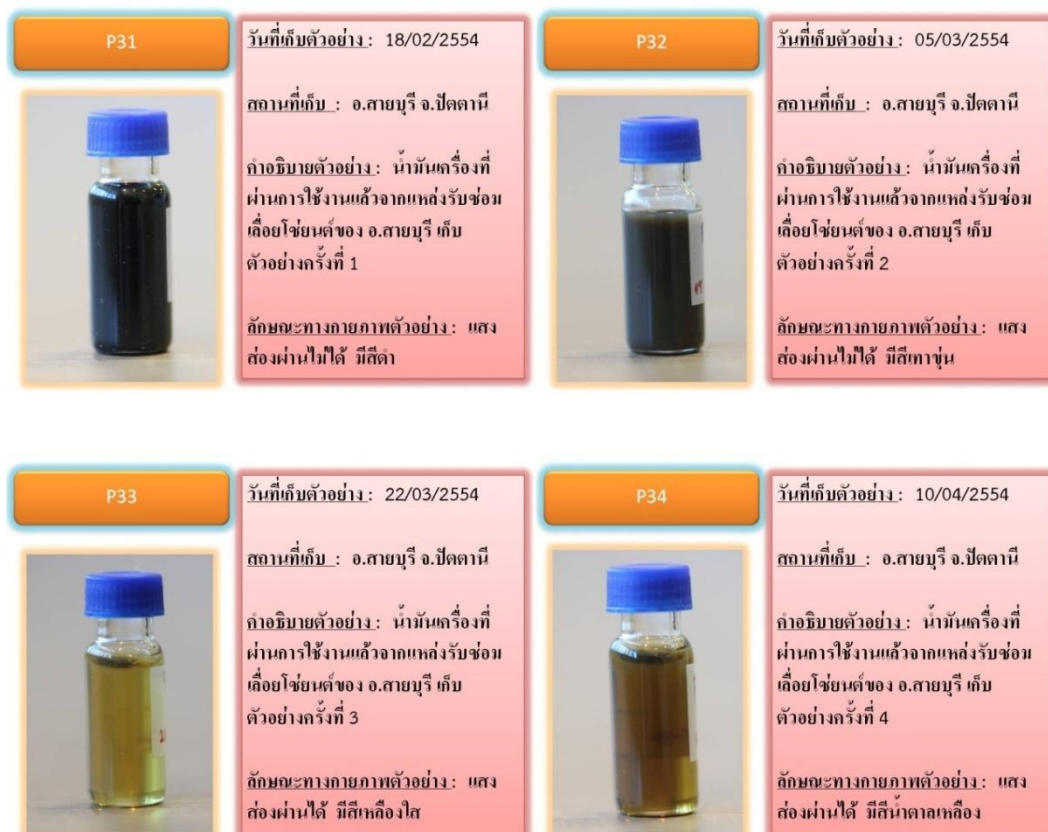 P31
วันที่เก็บตัวอย่าง : 18/02/2554
สถานที่เก็บ : อ.สายบุรี จ.ปัตตานี
คำอธิบายตัวอย่าง : น้ำมันเครื่องที่
ผ่านการใช้งานแล้วจากแหล่งรับซ่อม
เลื่อยโซ่ยนต์ของ อ.สายบุรี เก็บ
ตัวอย่างครั้งที่ 1
ลักษณะทางกายภาพตัวอย่าง : แสง
ส่องผ่านไม่ได้ มีสีดำ
P32
วันที่เก็บตัวอย่าง : 05/03/2554
สถานที่เก็บ : อ.สายบุรี จ.ปัตตานี
คำอธิบายตัวอย่าง : น้ำมันเครื่องที่
ผ่านการใช้งานแล้วจากแหล่งรับซ่อม
เลื่อยโซ่ยนต์ของ อ.สายบุรี เก็บ
ตัวอย่างครั้งที่ 2
ลักษณะทางกายภาพตัวอย่าง : แสง
ส่องผ่านไม่ได้ มีสีเทาขุ่น
P33
วันที่เก็บตัวอย่าง : 22/03/2554
สถานที่เก็บ : อ.สายบุรี จ.ปัตตานี
คำอธิบายตัวอย่าง : น้ำมันเครื่องที่
ผ่านการใช้งานแล้วจากแหล่งรับซ่อม
เลื่อยโซ่ยนต์ของ อ.สายบุรี เก็บ
ตัวอย่างครั้งที่ 3
ลักษณะทางกายภาพตัวอย่าง : แสง
ส่องผ่านได้ มีสีเหลืองใส
P34
วันที่เก็บตัวอย่าง : 10/04/2554
สถานที่เก็บ : อ.สายบุรี จ.ปัตตานี
คำอธิบายตัวอย่าง : น้ำมันเครื่องที่
ผ่านการใช้งานแล้วจากแหล่งรับซ่อม
เลื่อยโซ่ยนต์ของ อ.สายบุรี เก็บ
ตัวอย่างครั้งที่ 4
ลักษณะทางกายภาพตัวอย่าง : แสง
ส่องผ่านได้ มีสีน้ำตาลเหลือง